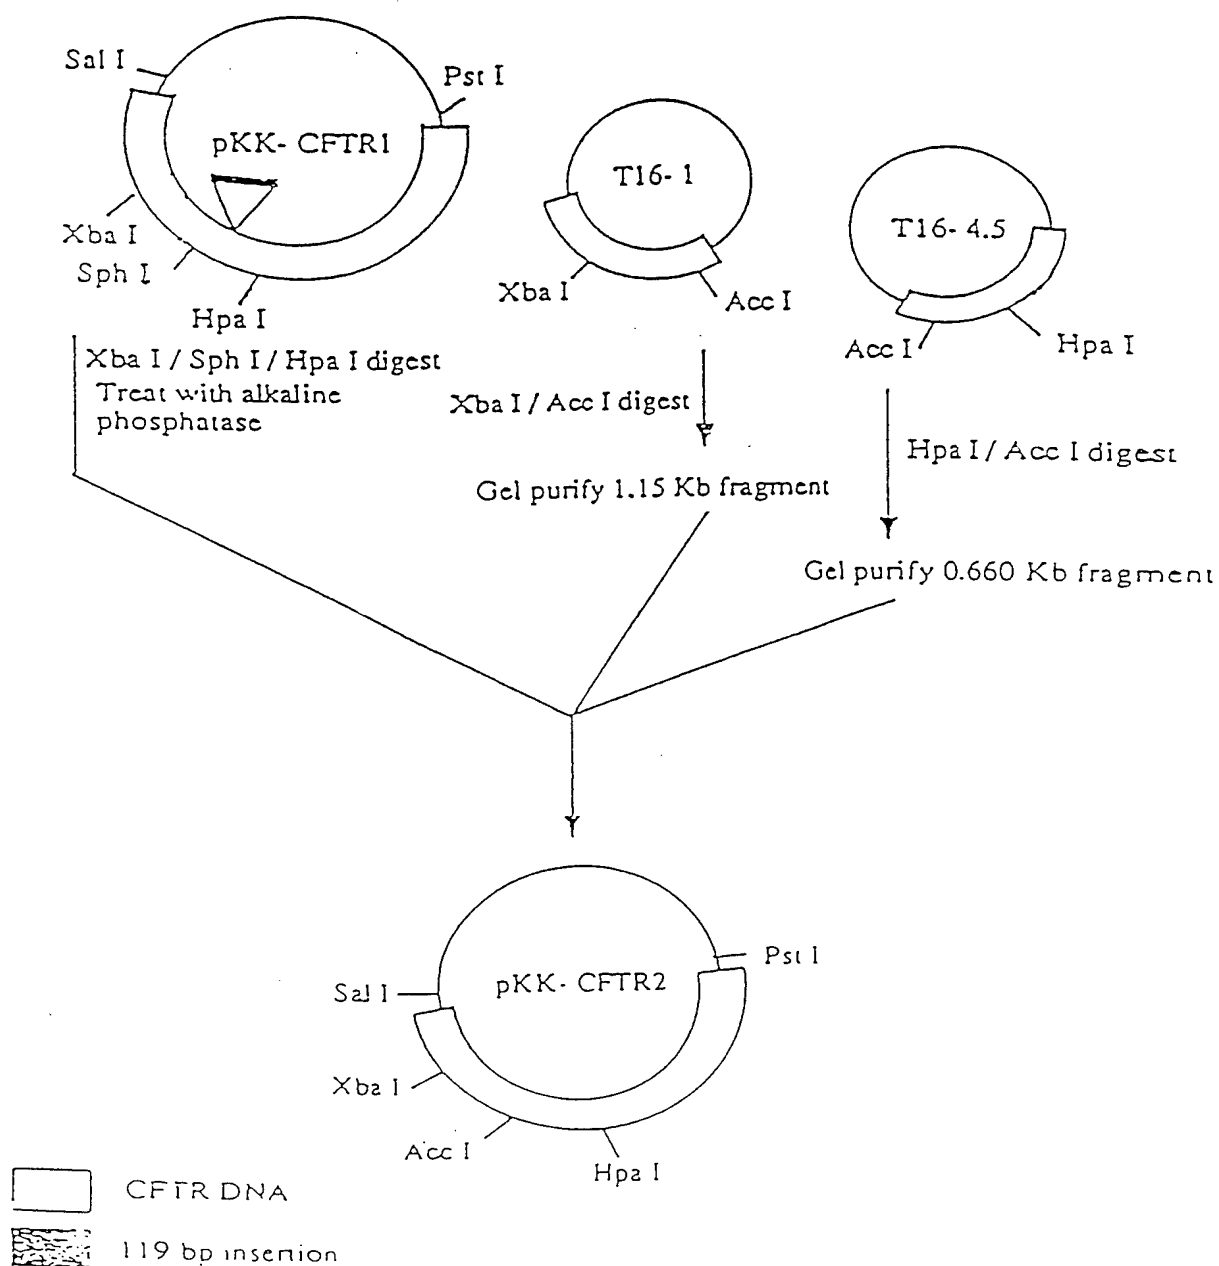 Sal I
Pst I
pKK- CFTR1
T16- 1
T16- 4.5
Xba I
Sph I
Hpa I
Xba I
Acc I
Acc I
Hpa I
Xba I / Sph I / Hpa I digest
Treat with alkaline
phosphatase
Xba I / Acc I digest
Hpa I / Acc I digest
Gel purify 1.15 Kb fragment
Gel purify 0.660 Kb fragment
Pst I
Sal I
pKK- CFTR2
Xba I
Acc I
Hpa I
CFTR DNA
119 bp insertion